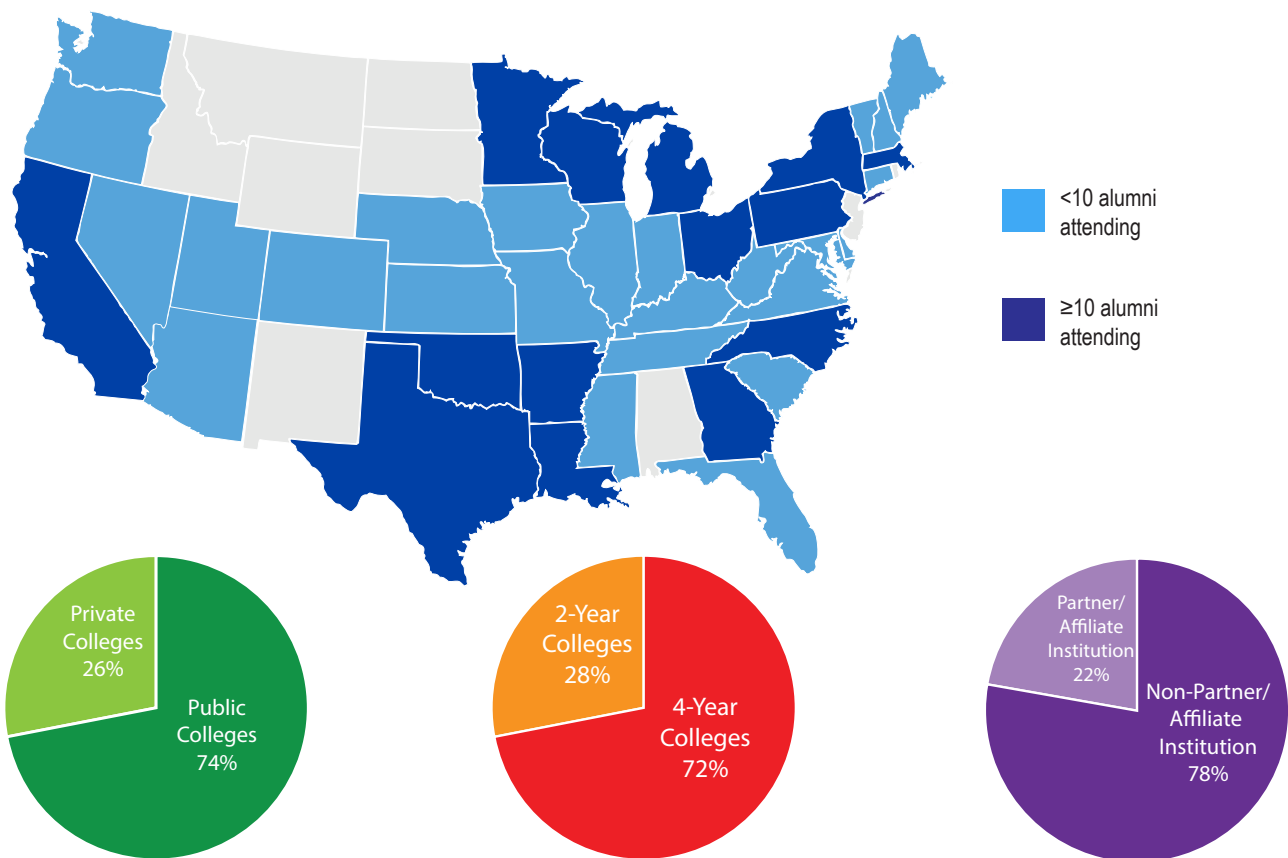 <10 alumni
attending
≥10 alumni
attending
Private
Colleges
26%
Public
Colleges
74%
2-Year
Colleges
28%
4-Year
Colleges
72%
Partner/
Affiliate
Institution
22%
Non-Partner/
Affiliate
Institution
78%